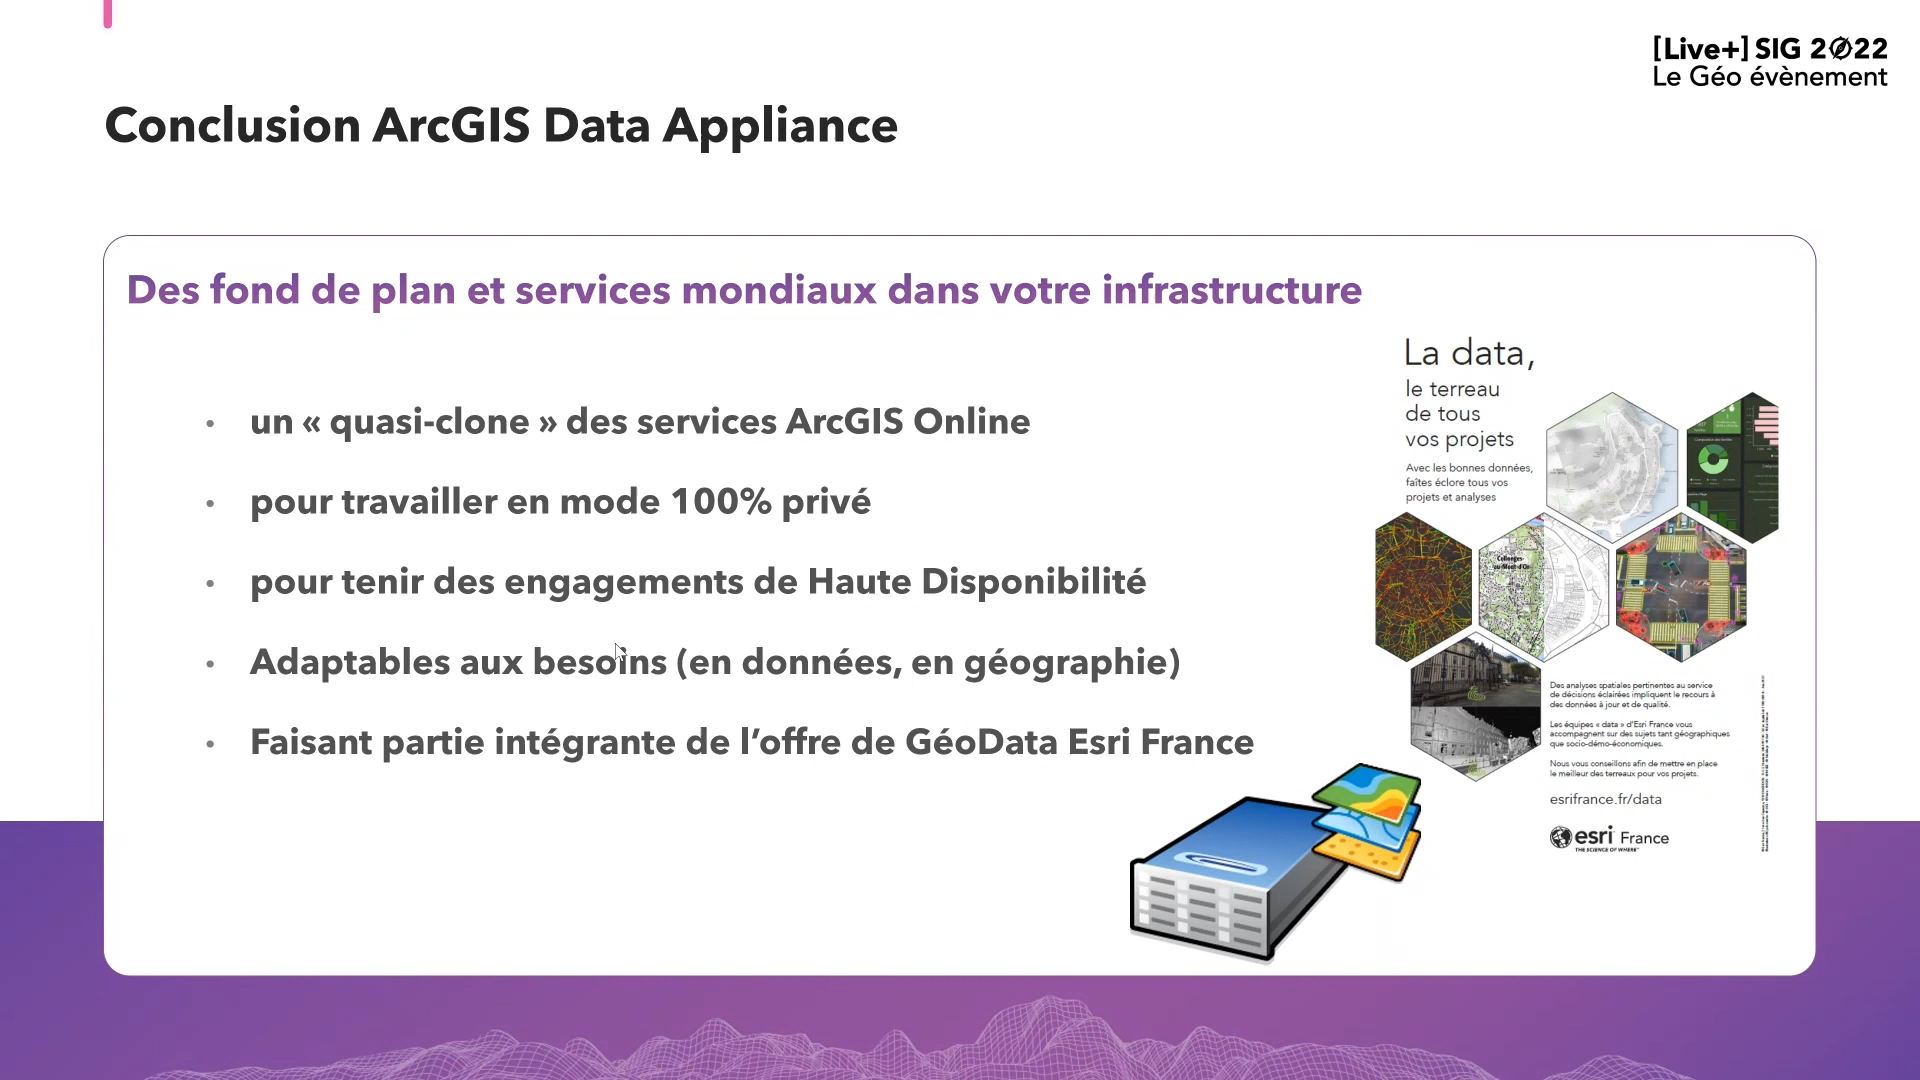 [Live+] SIG 2022
Le Géo évènement
Conclusion ArcGIS Data Appliance
Des fond de plan et services mondiaux dans votre infrastructure
• un « quasi-clone » des services ArcGIS Online
• pour travailler en mode 100% privé
• pour tenir des engagements de Haute Disponibilité
• Adaptables aux besoins (en données, en géographie)
• Faisant partie intégrante de l’offre de GéoData Esri France
La data,
le terreau
de tous
vos projets
Avec les bonnes données,
faîtes éclore tous vos
projets et analyses
Collonges-
au-Mont-d'Or
Des analyses spatiales pertinentes au service
de décisions éclairées impliquent le recours à
des données à jour et de qualité.
Les équipes « data » d’Esri France vous
accompagnent sur des sujets tant géographiques
que socio-démo-économiques.
Nous vous conseillons afin de mettre en place
le meilleur des terreaux pour vos projets.
esrifrance.fr/data
esri France
THE SCIENCE OF WHERE™